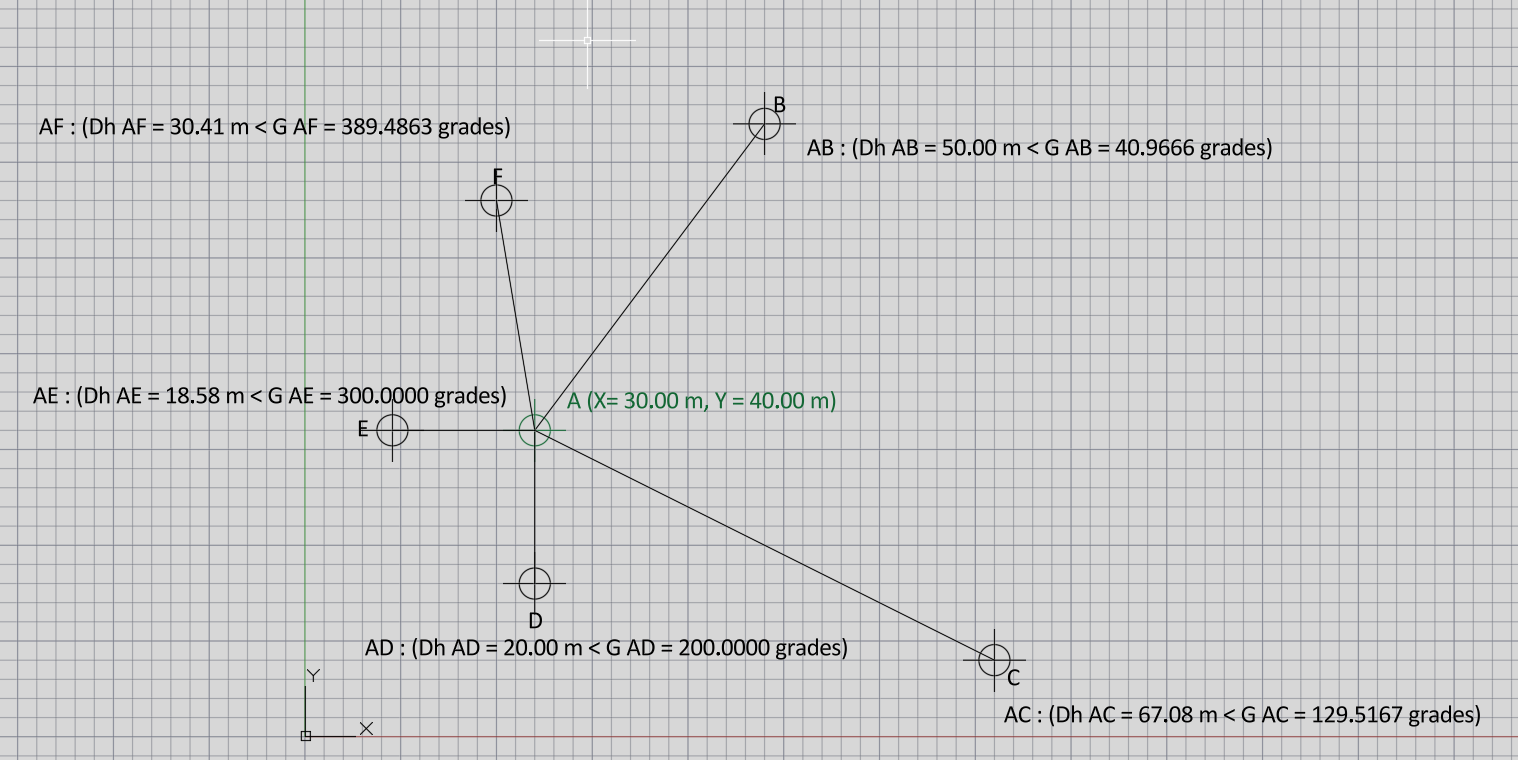 B
AF : (Dh AF = 30.41 m < G AF = 389.4863 grades)
AB : (Dh AB = 50.00 m < G AB = 40.9666 grades)
F
AE : (Dh AE = 18.58 m < G AE = 300.0000 grades)
A (X= 30.00 m, Y = 40.00 m)
E
D
AD : (Dh AD = 20.00 m < G AD = 200.0000 grades)
Y
C
AC : (Dh AC = 67.08 m < G AC = 129.5167 grades)
X